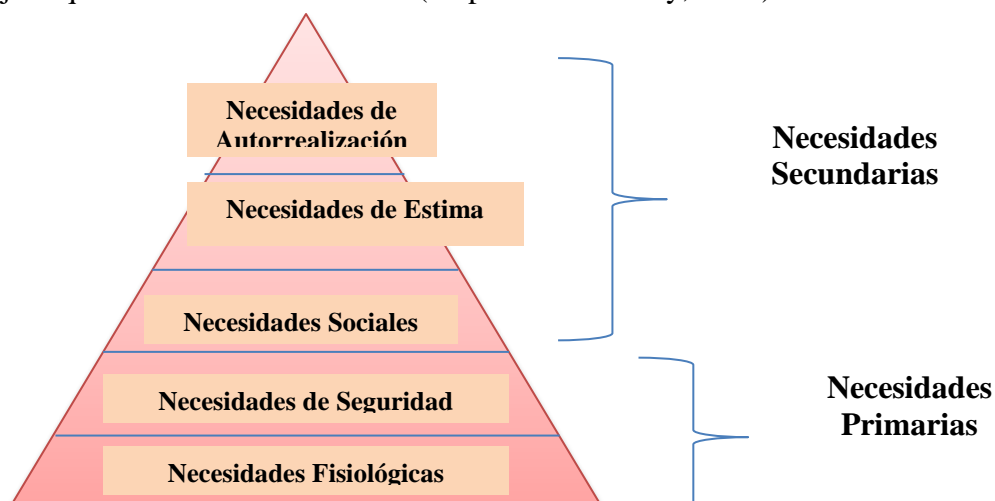 Necesidades de
Autorrealización
Necesidades
Secundarias
Necesidades de Estima
Necesidades Sociales
Necesidades de Seguridad
Necesidades
Primarias
Necesidades Fisiológicas